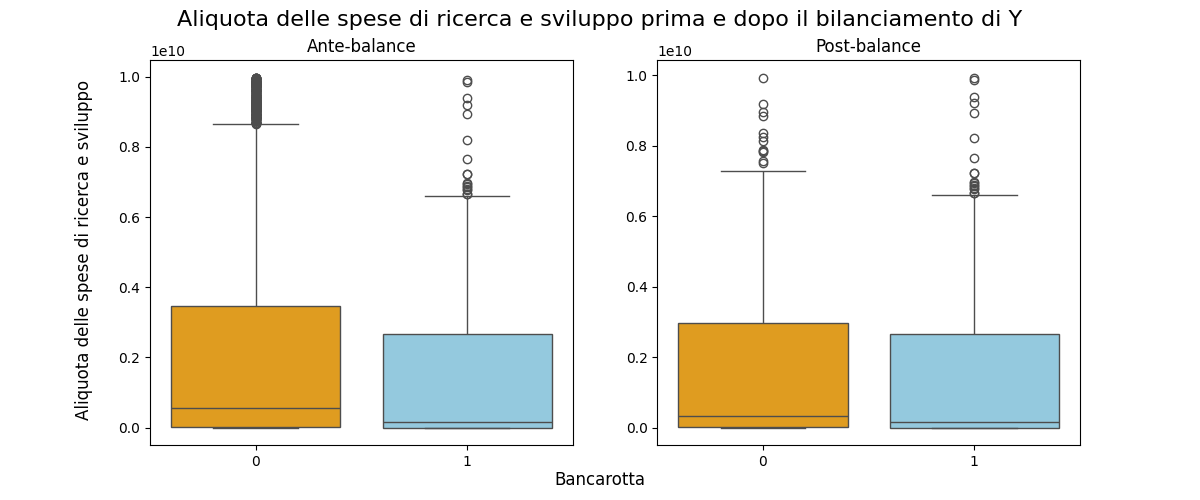 Aliquota delle spese di ricerca e sviluppo prima e dopo il bilanciamento di Y
Ante-balance
1e10
Aliquota delle spese di ricerca e sviluppo
1.0
0.8
0.6
0.4
0.2
0.0
0
1
Post-balance
1e10
1.0
0.8
0.6
0.4
0.2
0.0
0
1
Bancarotta